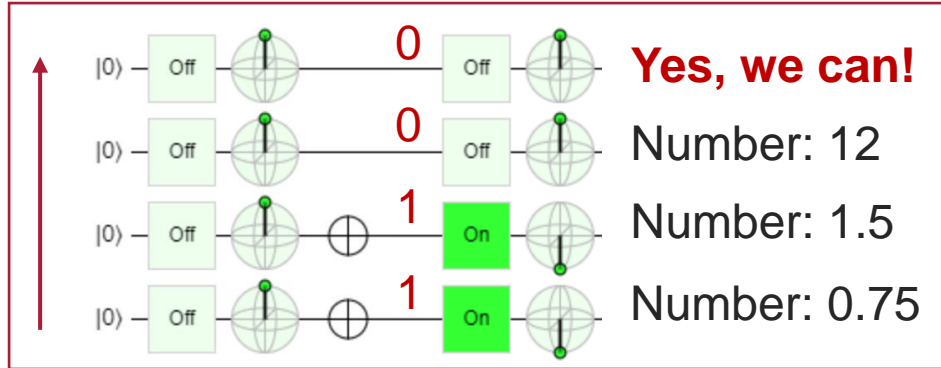 |0⟩ Off 0 Off Yes, we can!
|0⟩ Off 0 Off Number: 12
|0⟩ Off 1 On Number: 1.5
|0⟩ Off 1 On Number: 0.75